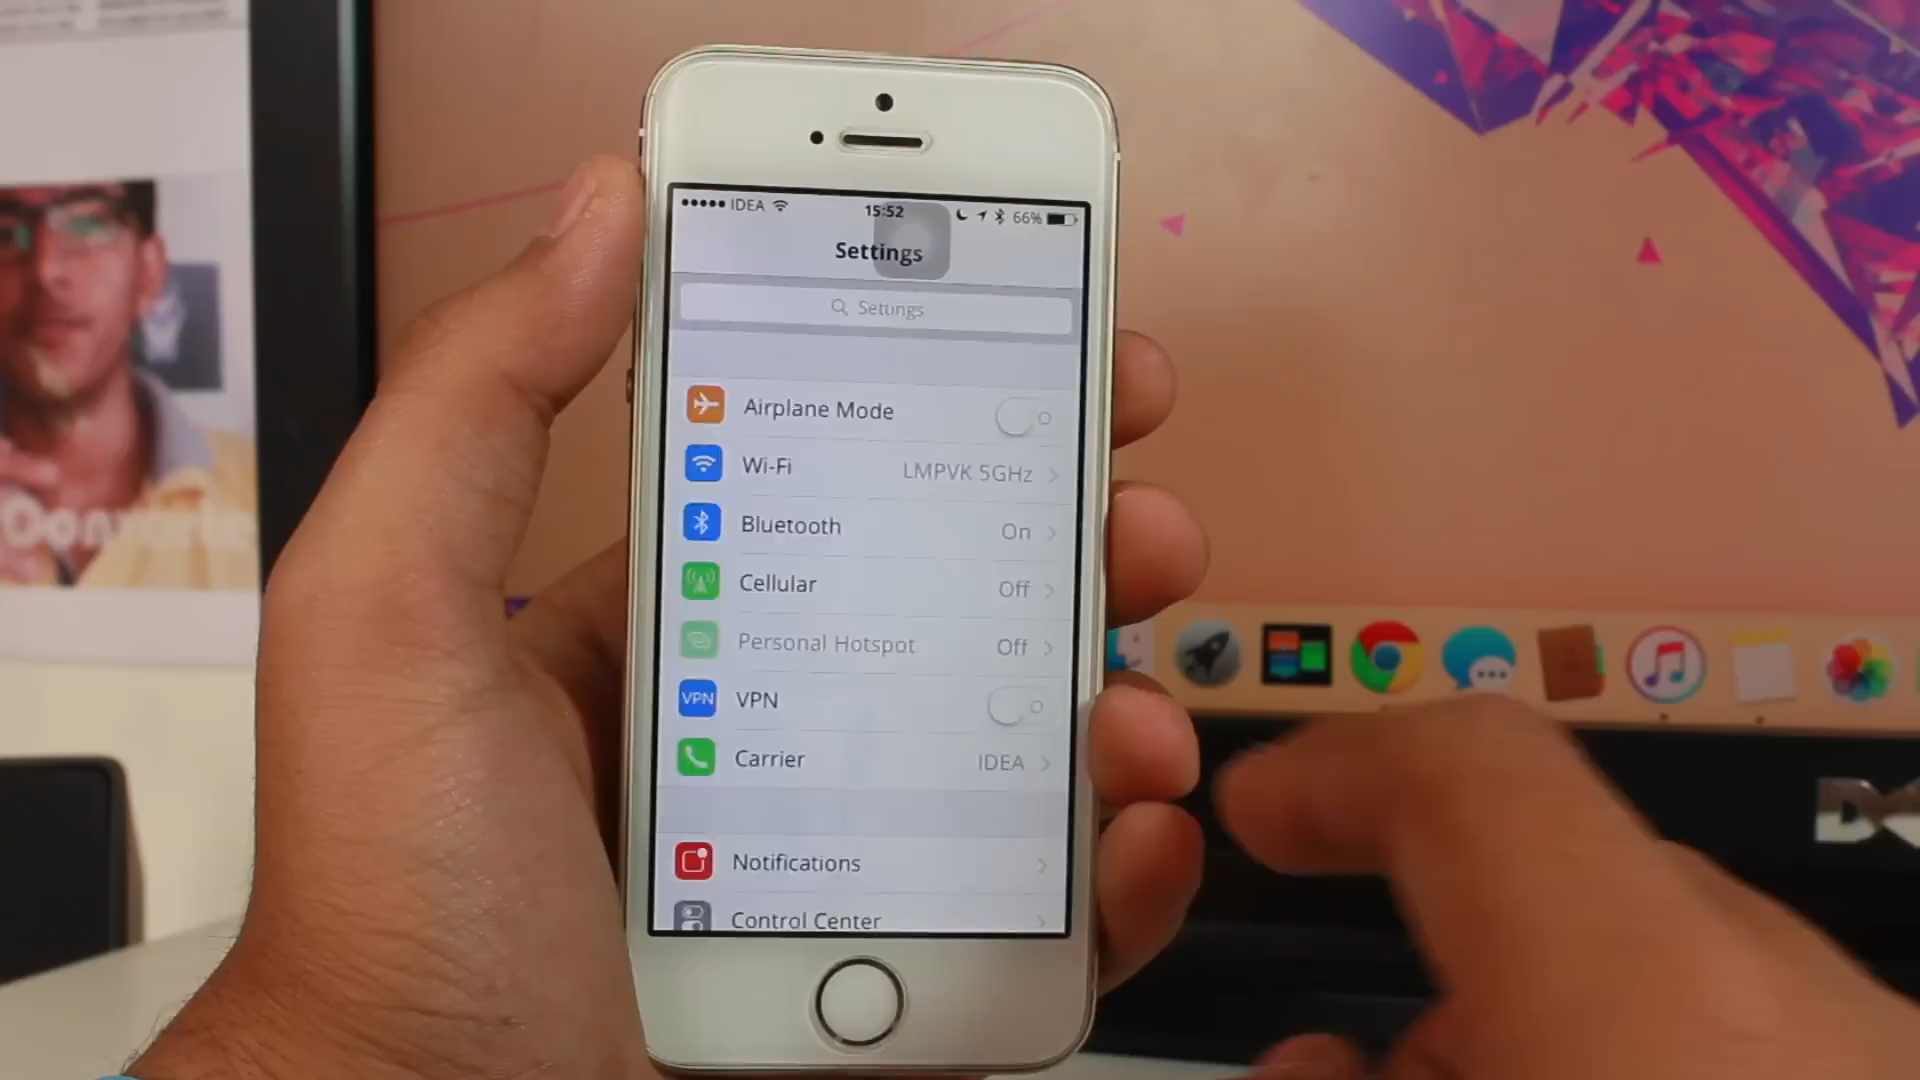 IDEA 15:52 66%
Settings
Settings
Airplane Mode
Wi-Fi LMPVK 5GHz
Bluetooth On
Cellular Off
Personal Hotspot Off
VPN VPN
Carrier IDEA
Notifications
Control Center